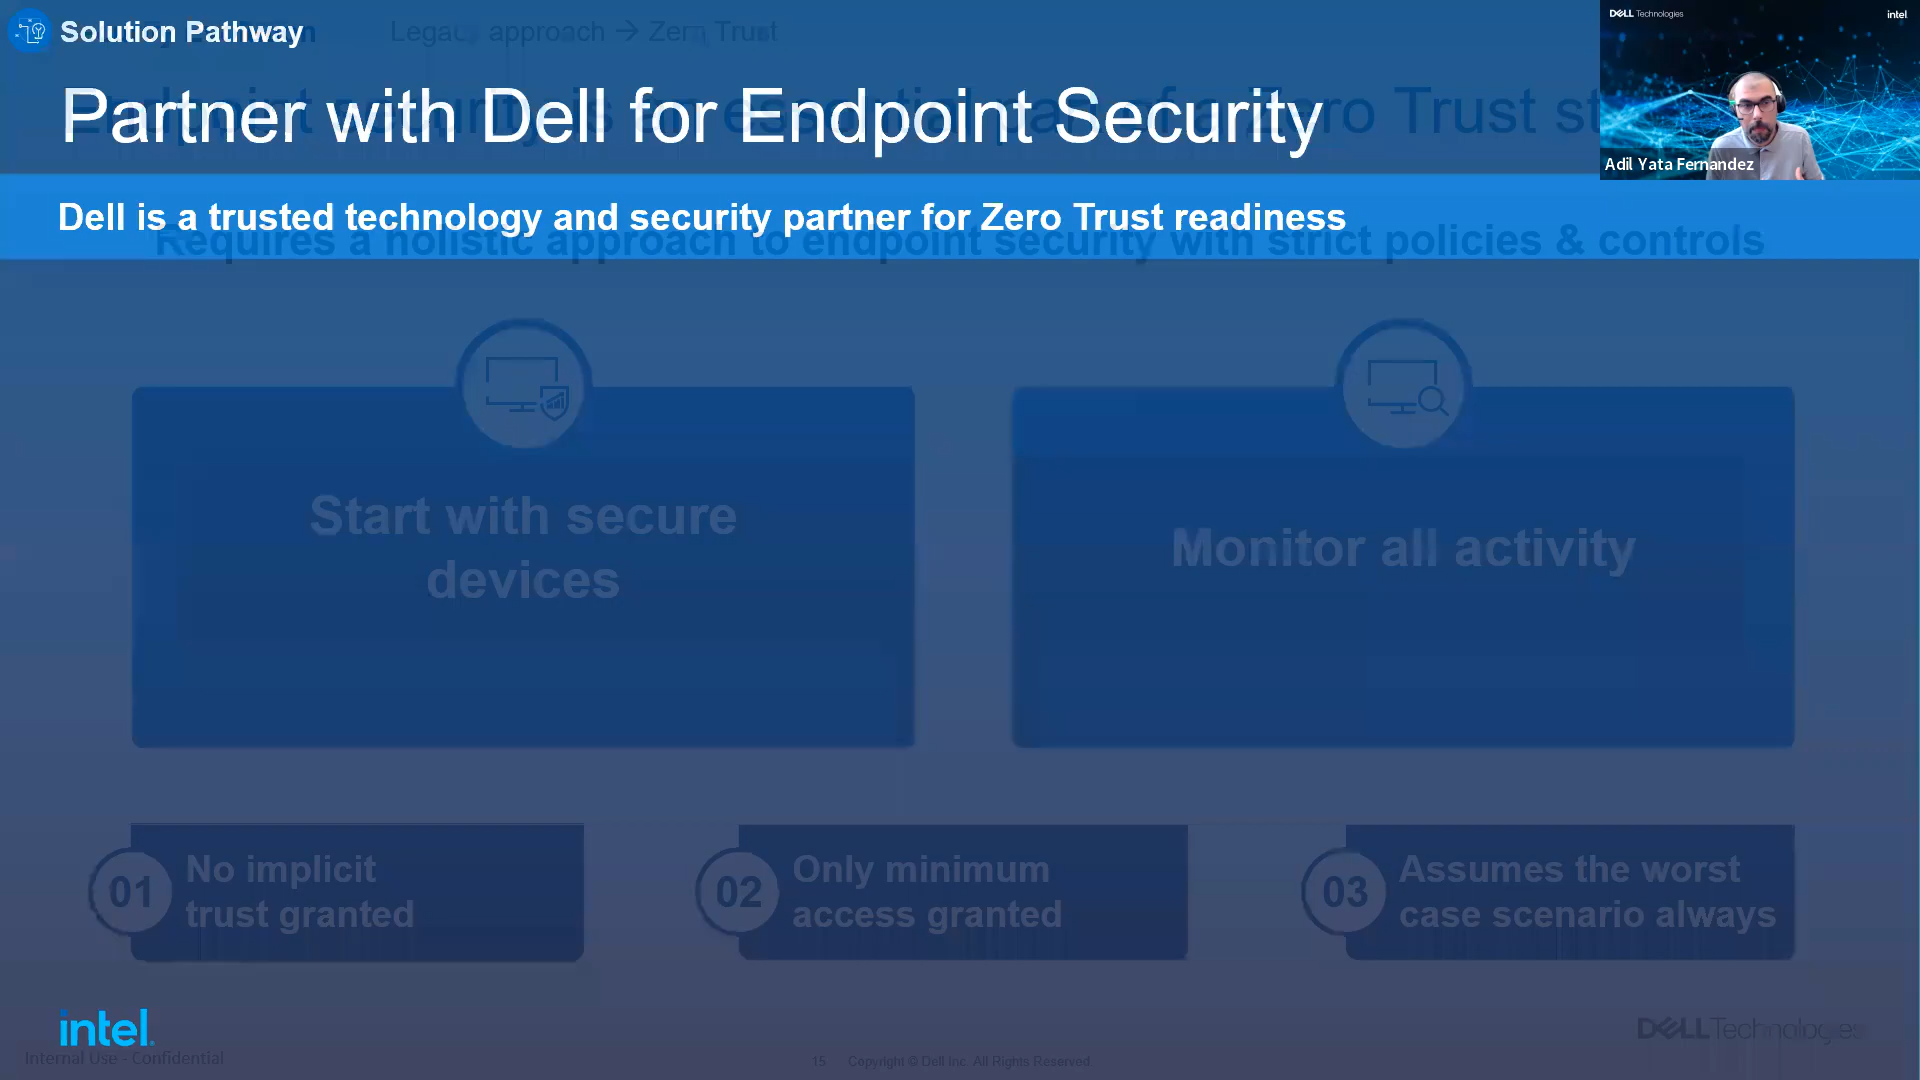 Solution Pathway
Legacy approach → Zero Trust
Partner with Dell for Endpoint Security
Zero Trust
Dell is a trusted technology and security partner for Zero Trust readiness
Requires a holistic approach to endpoint security with strict policies & controls
Start with secure
devices
Monitor all activity
01
No implicit
trust granted
02
Only minimum
access granted
03
Assumes the worst
case scenario always
intel.
DELL Technologies
Internal Use - Confidential
15
Copyright © Dell Inc. All Rights Reserved
DELL Technologies
intel
Adil Yata Fernandez